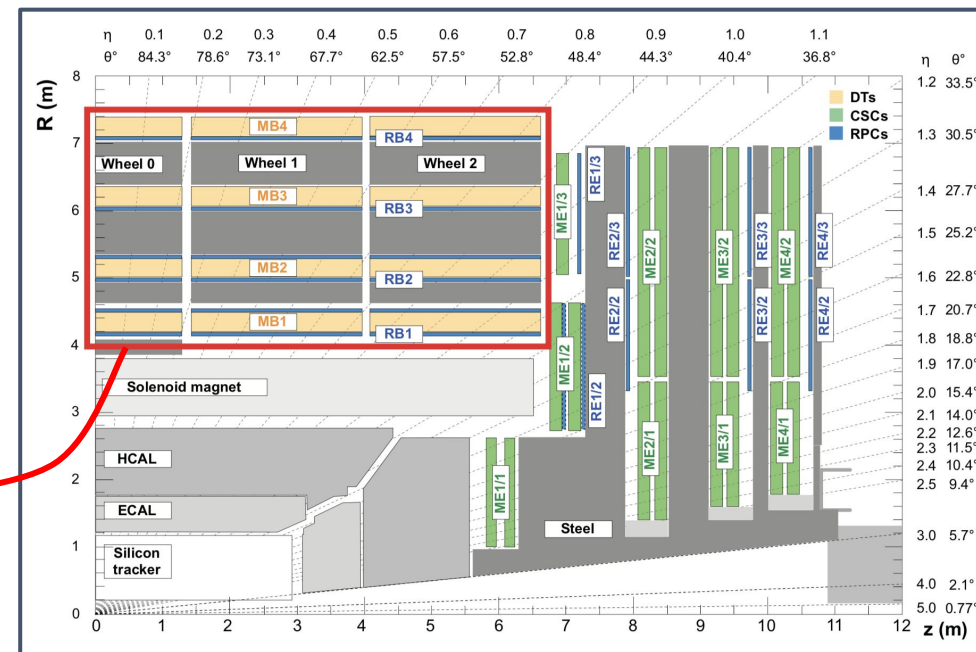 η 0.1 0.2 0.3 0.4 0.5 0.6 0.7 0.8 0.9 1.0 1.1
θ° 84.3° 78.6° 73.1° 67.7° 62.5° 57.5° 52.8° 48.4° 44.3° 40.4° 36.8° η θ°
R (m)
8
7
6
5
4
3
2
1
0
DTs
CSCs
RPCs
MB4
RB4
Wheel 0 Wheel 1 Wheel 2
MB3
RB3
MB2
RB2
MB1
RB1
Solenoid magnet
HCAL
ECAL
Silicon
tracker
Steel
ME1/1
ME1/2
ME1/3
RE1/3
RE1/2
RE2/3
RE2/2
ME2/2
ME2/1
ME3/2
ME3/1
RE3/3
RE3/2
ME4/2
ME4/1
RE4/3
RE4/2
1.2 33.5°
1.3 30.5°
1.4 27.7°
1.5 25.2°
1.6 22.8°
1.7 20.7°
1.8 18.8°
1.9 17.0°
2.0 15.4°
2.1 14.0°
2.2 12.6°
2.3 11.5°
2.4 10.4°
2.5 9.4°
3.0 5.7°
4.0 2.1°
5.0 0.77°
0 1 2 3 4 5 6 7 8 9 10 11 12
z (m)